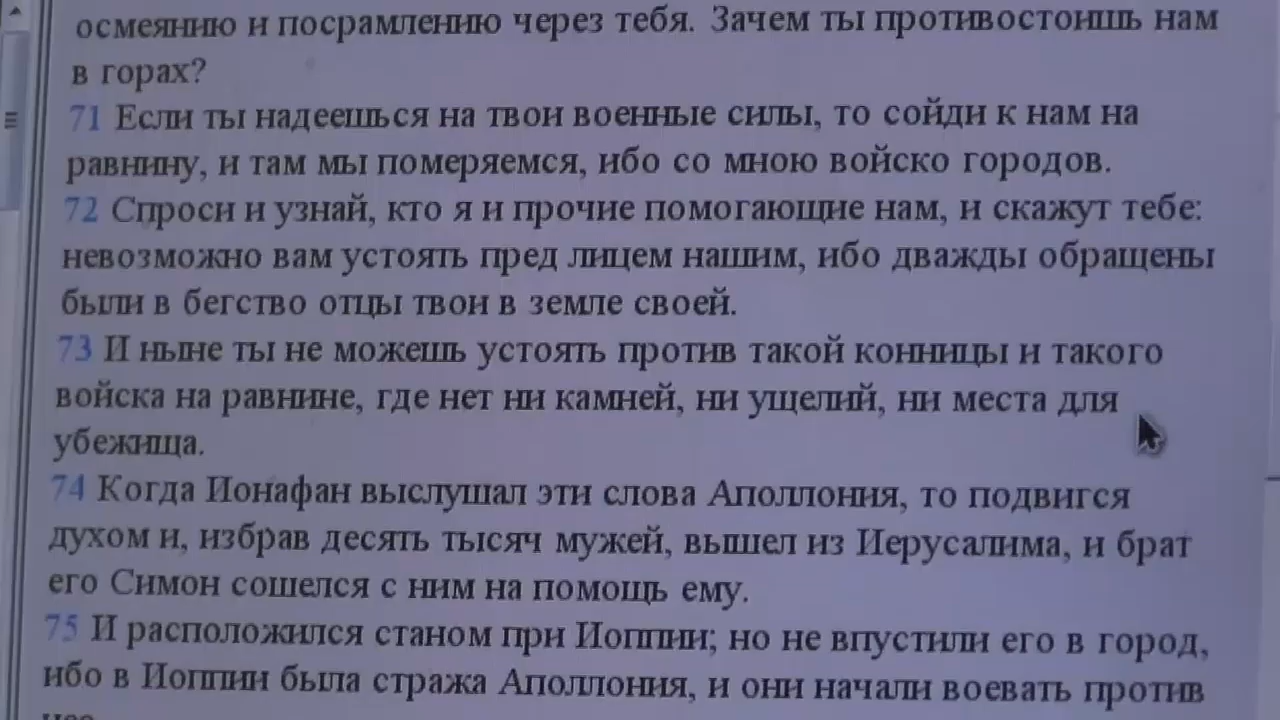 осмеянию и посрамлению через тебя. Зачем ты противостоишь нам
в горах?
71 Если ты надеешься на твои военные силы, то сойди к нам на
равнину, и там мы померяемся, ибо со мною войско городов.
72 Спроси и узнай, кто я и прочие помогающие нам, и скажут тебе:
невозможно вам устоять пред лицем нашим, ибо дважды обращены
были в бегство отцы твои в земле своей.
73 И ныне ты не можешь устоять против такой конницы и такого
войска на равнине, где нет ни камней, ни ущелий, ни места для
убежища.
74 Когда Ионафан выслушал эти слова Аполлония, то подвигся
духом и, избрав десять тысяч мужей, вышел из Иерусалима, и брат
его Симон сошелся с ним на помощь ему.
75 И расположился станом при Иоппии; но не впустили его в город,
ибо в Иоппии была стража Аполлония, и они начали воевать против